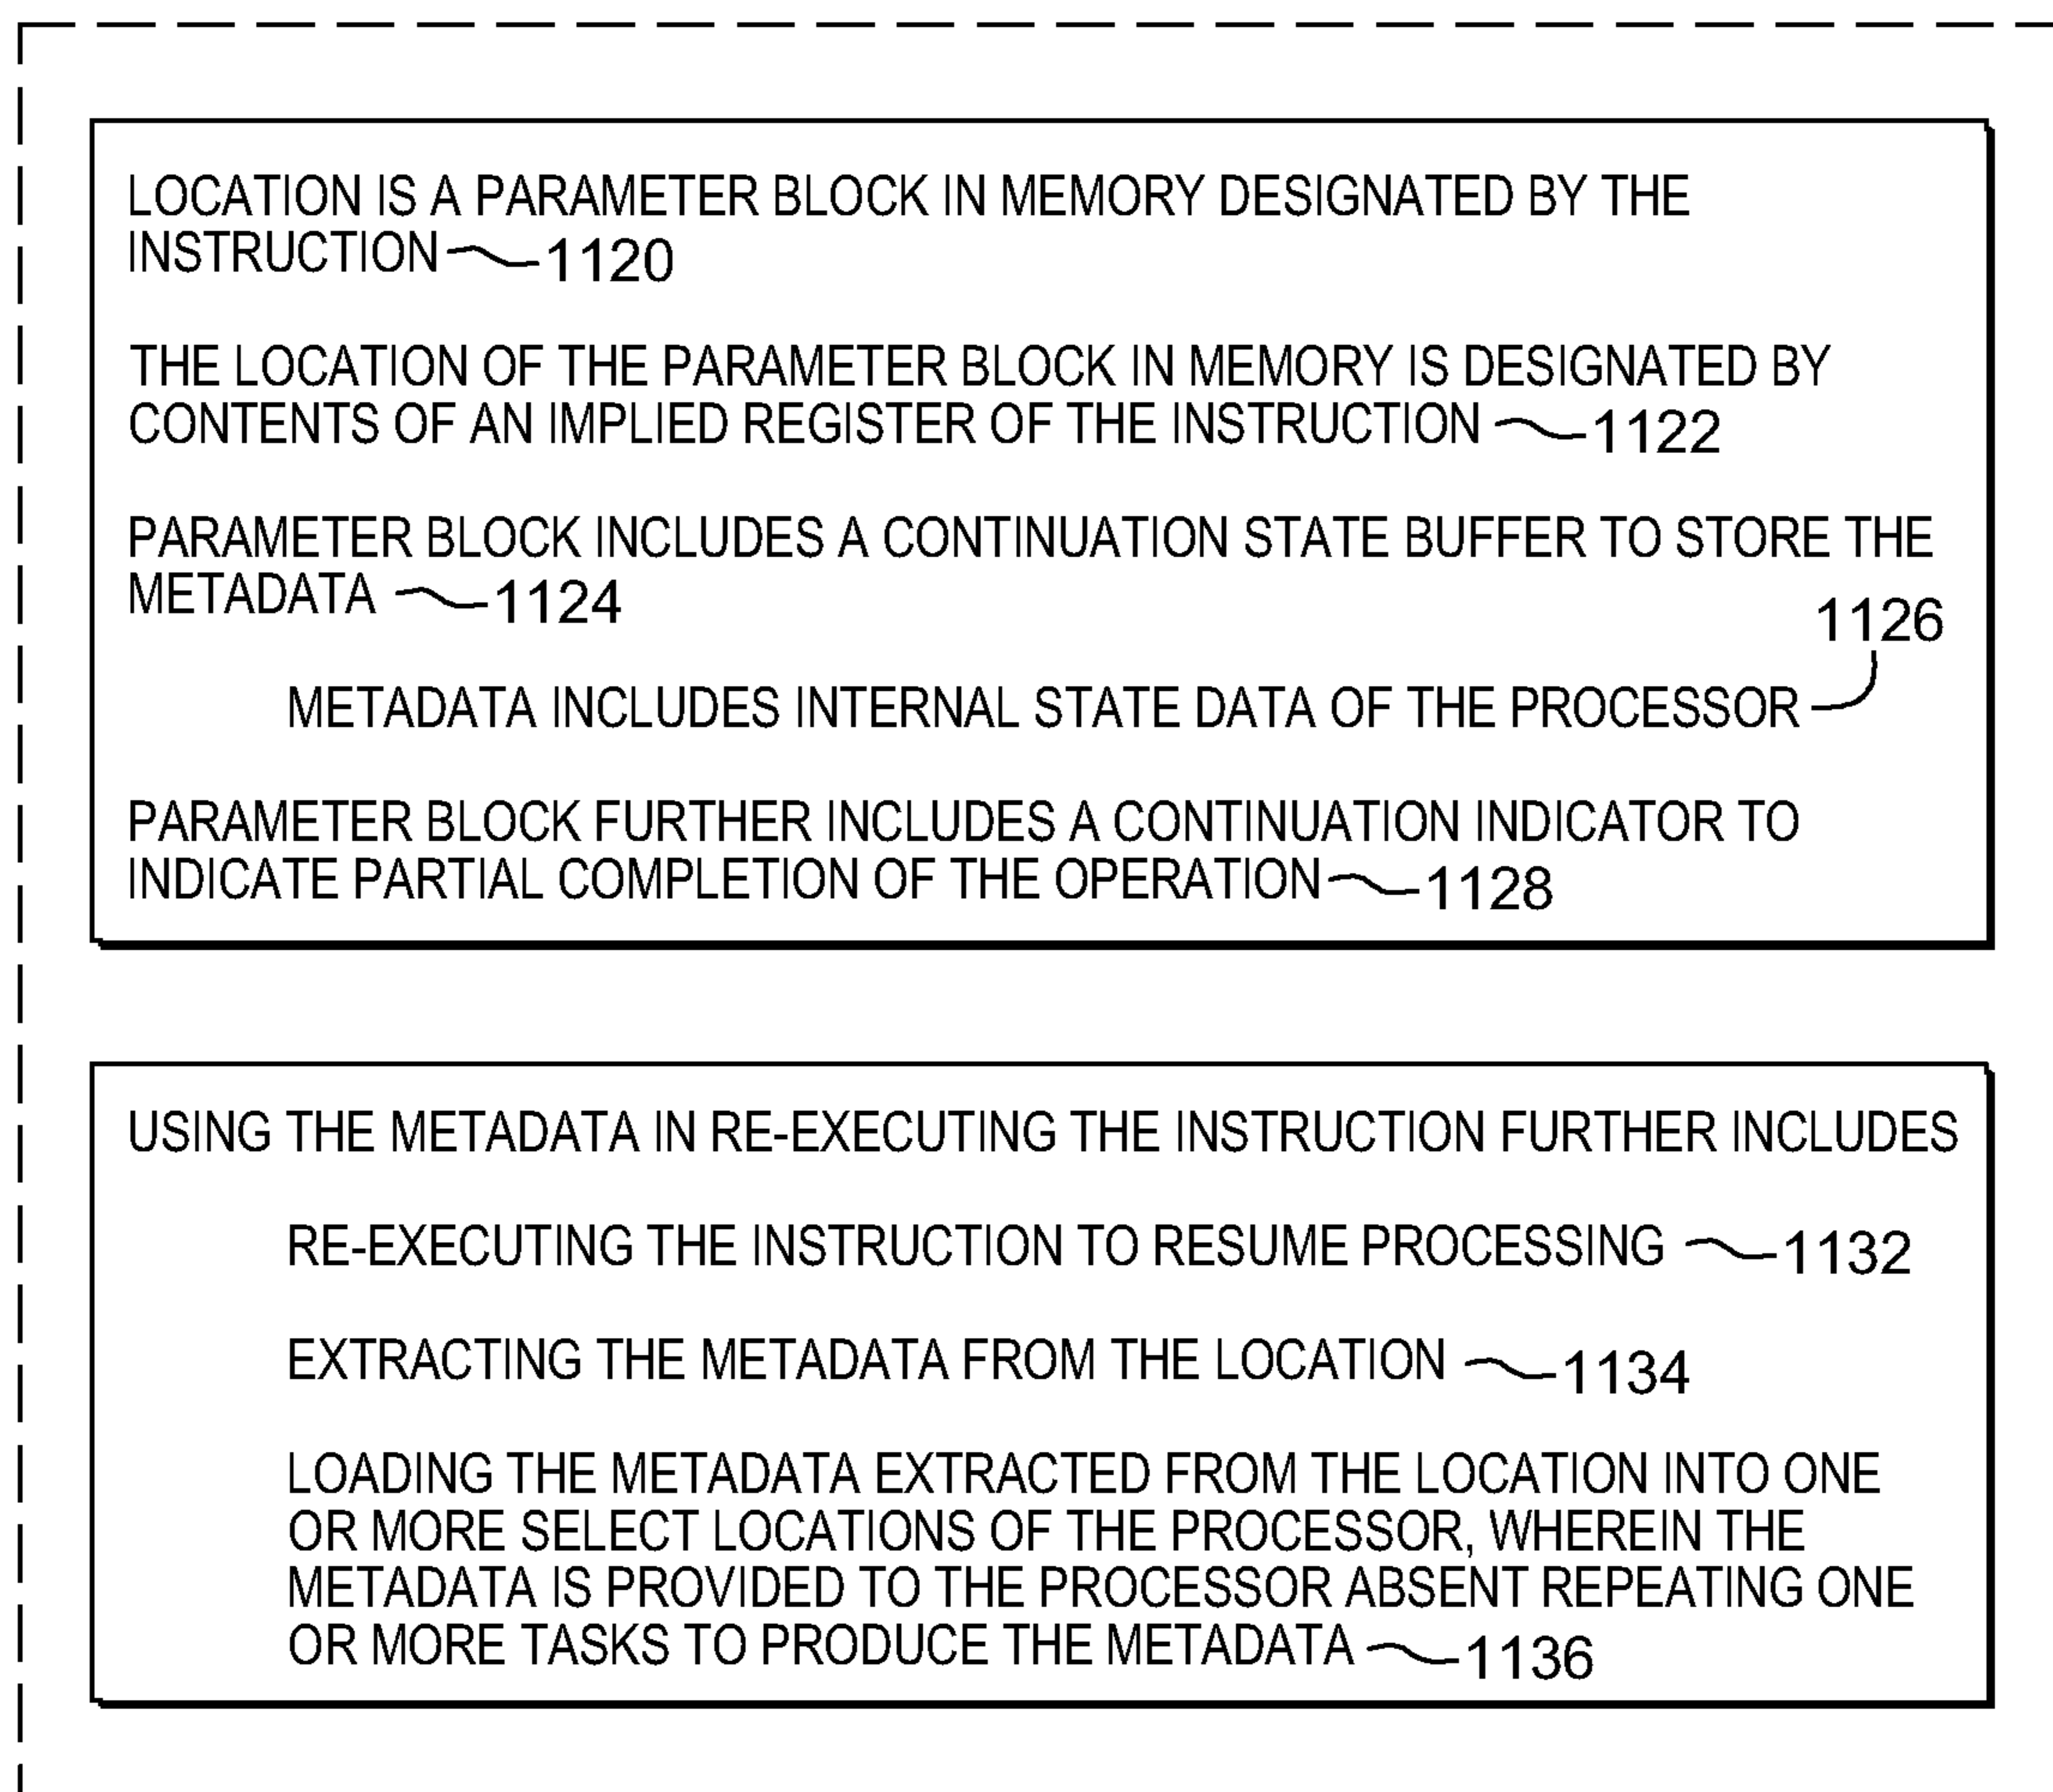 LOCATION IS A PARAMETER BLOCK IN MEMORY DESIGNATED BY THE
INSTRUCTION 1120
THE LOCATION OF THE PARAMETER BLOCK IN MEMORY IS DESIGNATED BY
CONTENTS OF AN IMPLIED REGISTER OF THE INSTRUCTION 1122
PARAMETER BLOCK INCLUDES A CONTINUATION STATE BUFFER TO STORE THE
METADATA 1124
1126
METADATA INCLUDES INTERNAL STATE DATA OF THE PROCESSOR
PARAMETER BLOCK FURTHER INCLUDES A CONTINUATION INDICATOR TO
INDICATE PARTIAL COMPLETION OF THE OPERATION 1128
USING THE METADATA IN RE-EXECUTING THE INSTRUCTION FURTHER INCLUDES
RE-EXECUTING THE INSTRUCTION TO RESUME PROCESSING 1132
EXTRACTING THE METADATA FROM THE LOCATION 1134
LOADING THE METADATA EXTRACTED FROM THE LOCATION INTO ONE
OR MORE SELECT LOCATIONS OF THE PROCESSOR, WHEREIN THE
METADATA IS PROVIDED TO THE PROCESSOR ABSENT REPEATING ONE
OR MORE TASKS TO PRODUCE THE METADATA 1136